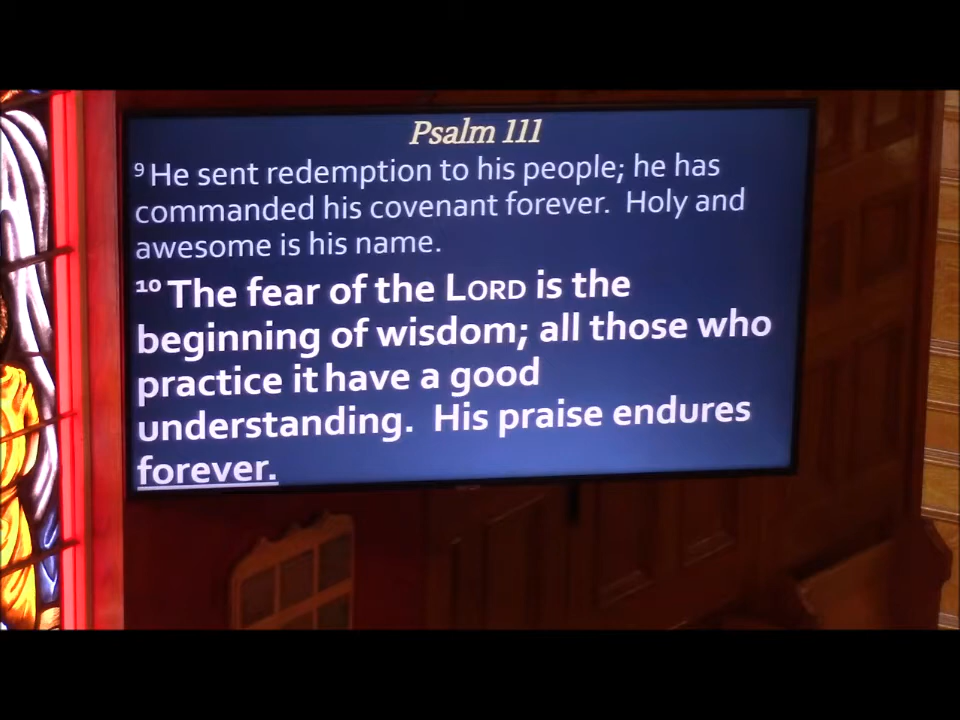 Psalm 111
⁹ He sent redemption to his people; he has
commanded his covenant forever. Holy and
awesome is his name.
¹⁰ The fear of the LORD is the
beginning of wisdom; all those who
practice it have a good
understanding. His praise endures
forever.